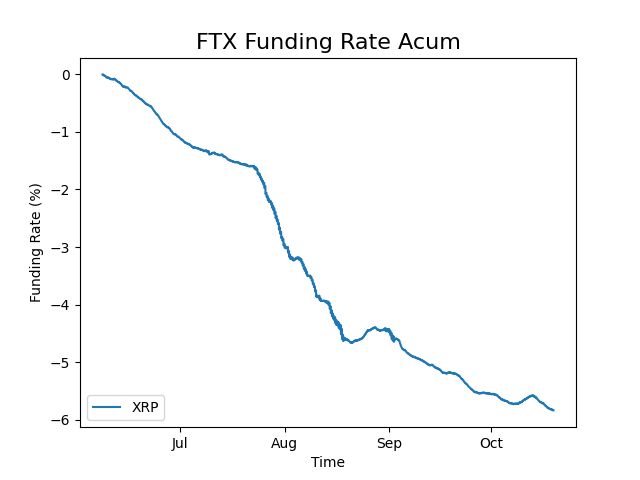 FTX Funding Rate Acum
Funding Rate (%)
0
−1
−2
−3
−4
−5
−6
XRP
Jul
Aug
Sep
Oct
Time